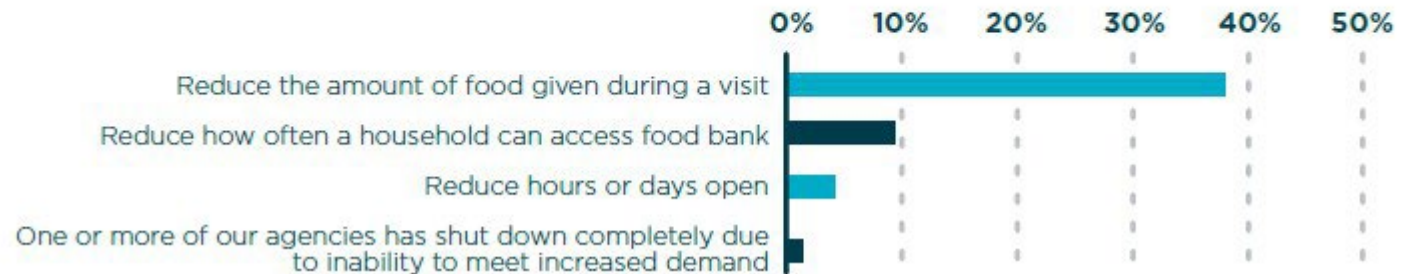 0% 10% 20% 30% 40% 50%
Reduce the amount of food given during a visit
Reduce how often a household can access food bank
Reduce hours or days open
One or more of our agencies has shut down completely due
to inability to meet increased demand